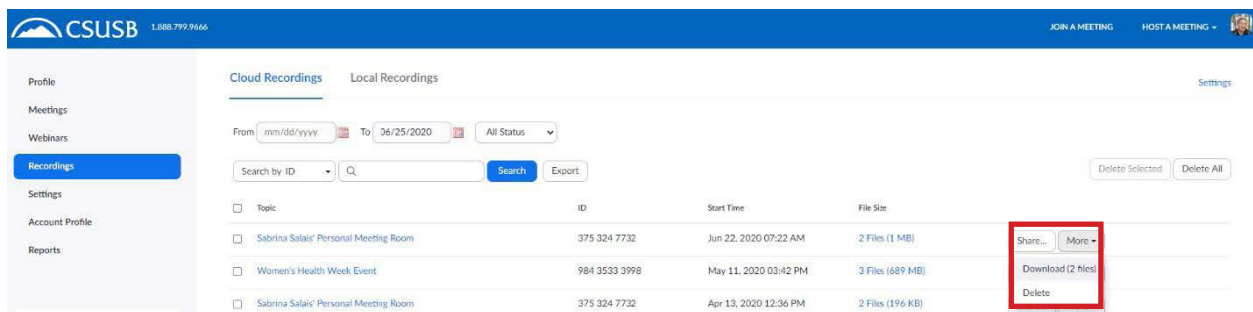 CSUSB 1.888.799.9666 JOIN A MEETING HOST A MEETING
Profile
Meetings
Webinars
Recordings
Settings
Account Profile
Reports
Cloud Recordings Local Recordings Settings
From mm/dd/yyyy To 06/25/2020 All Status
Search by ID Search Export Delete Selected Delete All
Topic ID Start Time File Size
Sabrina Salais' Personal Meeting Room 375 324 7732 Jun 22, 2020 07:22 AM 2 Files (1 MB) Share... More
Women's Health Week Event 984 3533 3998 May 11, 2020 03:42 PM 3 Files (689 MB) Download (2 files)
Delete
Sabrina Salais' Personal Meeting Room 375 324 7732 Apr 13, 2020 12:36 PM 2 Files (196 KB)